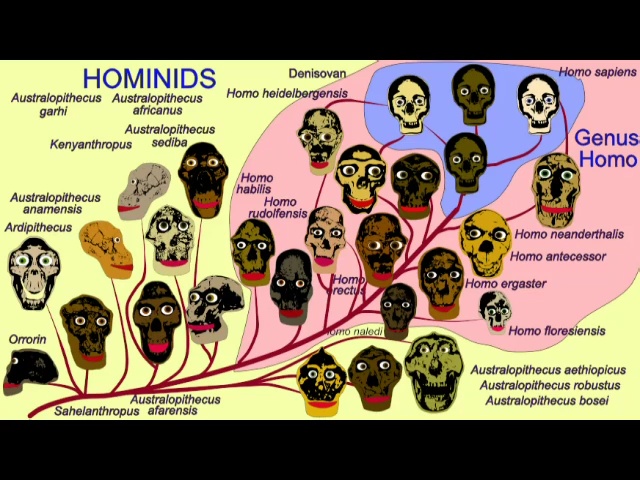 HOMINIDS
Denisovan
Homo sapiens
Homo heidelbergensis
Australopithecus
garhi
Australopithecus
africanus
Kenyanthropus
Australopithecus
sediba
Genus
Homo
Homo
habilis
Homo
rudolfensis
Australopithecus
anamensis
Ardipithecus
Homo neanderthalis
Homo antecessor
Homo
erectus
Homo ergaster
Homo naledi
Homo floresiensis
Orrorin
Sahelanthropus
Australopithecus
afarensis
Australopithecus aethiopicus
Australopithecus robustus
Australopithecus bosei